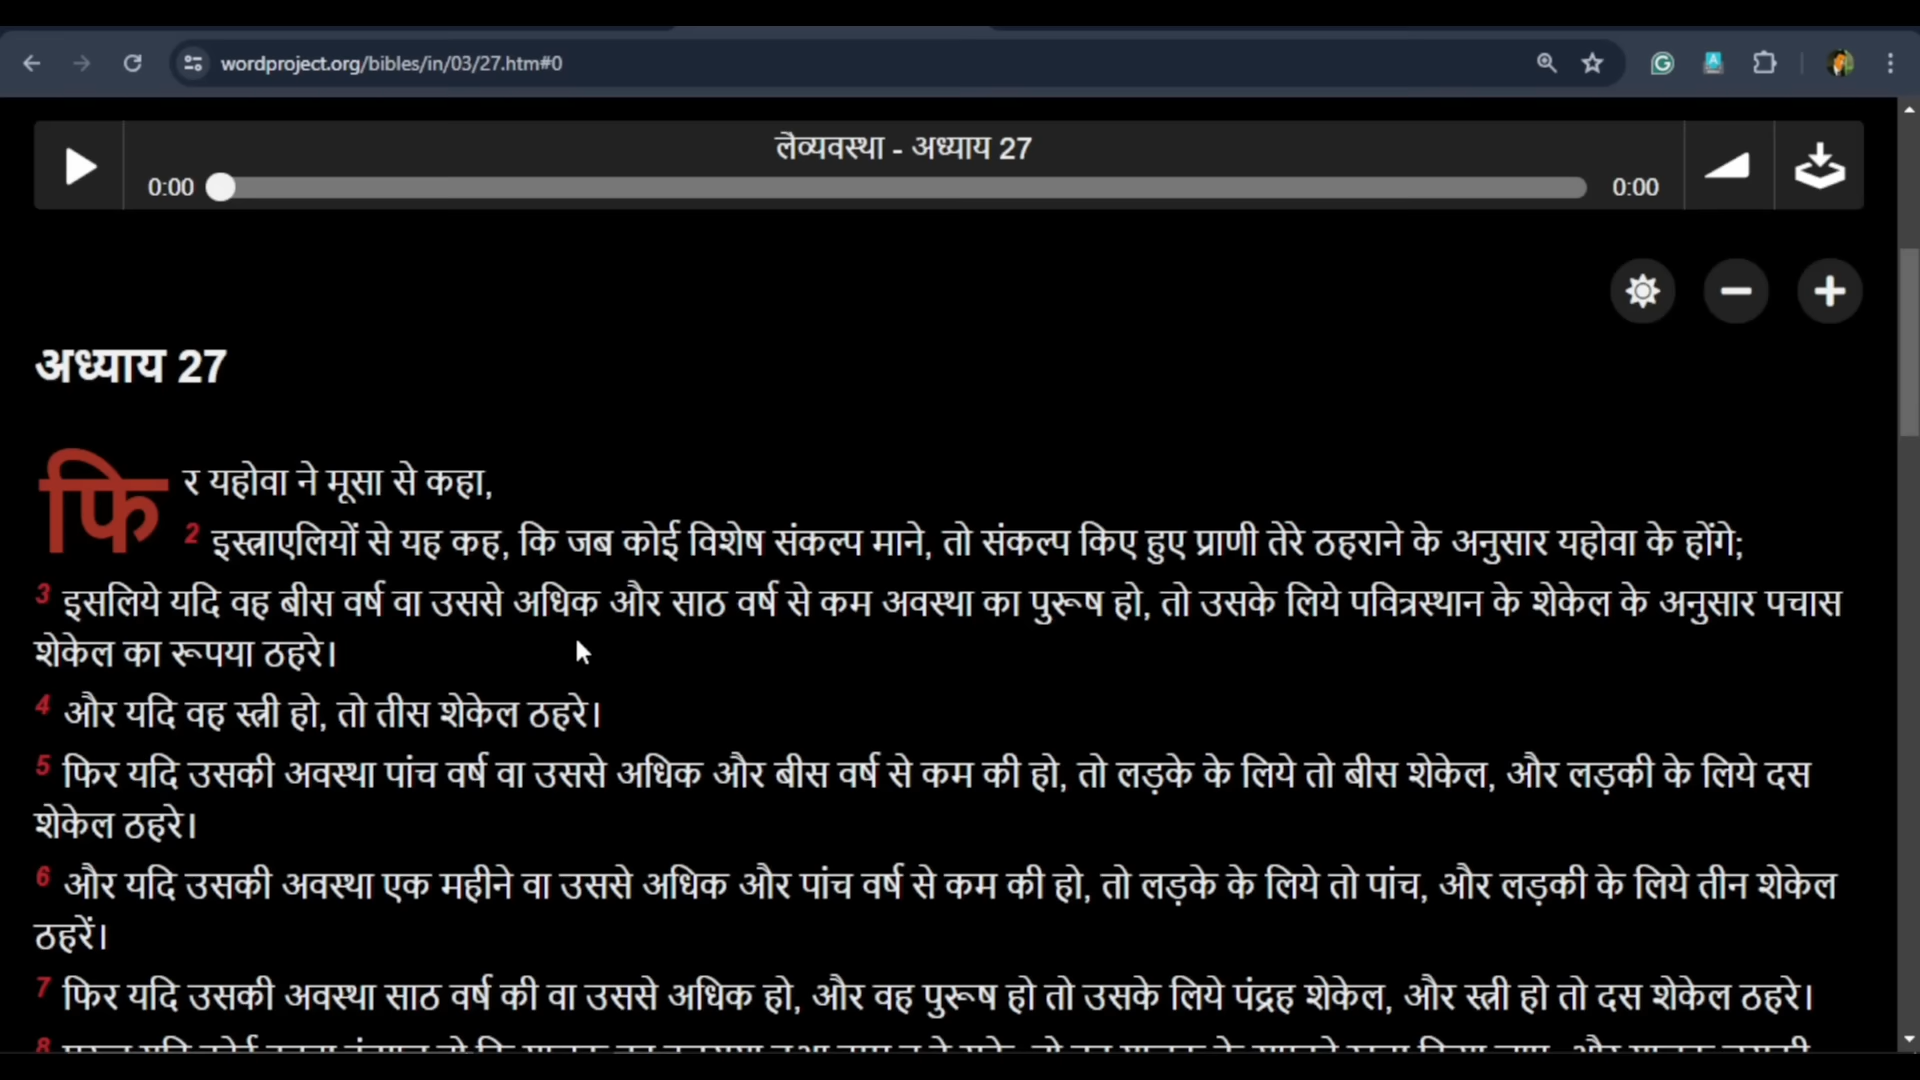 wordproject.org/bibles/in/03/27.htm#0
लैव्यवस्था - अध्याय 27
0:00
0:00
अध्याय 27
फिर यहोवा ने मूसा से कहा,
2 इस्त्राएलियों से यह कह, कि जब कोई विशेष संकल्प माने, तो संकल्प किए हुए प्राणी तेरे ठहराने के अनुसार यहोवा के होंगे;
3 इसलिये यदि वह बीस वर्ष वा उससे अधिक और साठ वर्ष से कम अवस्था का पुरूष हो, तो उसके लिये पवित्रस्थान के शेकेल के अनुसार पचास
शेकेल का रूपया ठहरे।
4 और यदि वह स्त्री हो, तो तीस शेकेल ठहरे।
5 फिर यदि उसकी अवस्था पांच वर्ष वा उससे अधिक और बीस वर्ष से कम की हो, तो लड़के के लिये तो बीस शेकेल, और लड़की के लिये दस
शेकेल ठहरे।
6 और यदि उसकी अवस्था एक महीने वा उससे अधिक और पांच वर्ष से कम की हो, तो लड़के के लिये तो पांच, और लड़की के लिये तीन शेकेल
ठहरें।
7 फिर यदि उसकी अवस्था साठ वर्ष की वा उससे अधिक हो, और वह पुरूष हो तो उसके लिये पंद्रह शेकेल, और स्त्री हो तो दस शेकेल ठहरे।
8